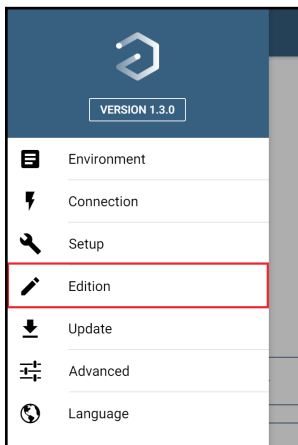 VERSION 1.3.0
Environment
Connection
Setup
Edition
Update
Advanced
Language